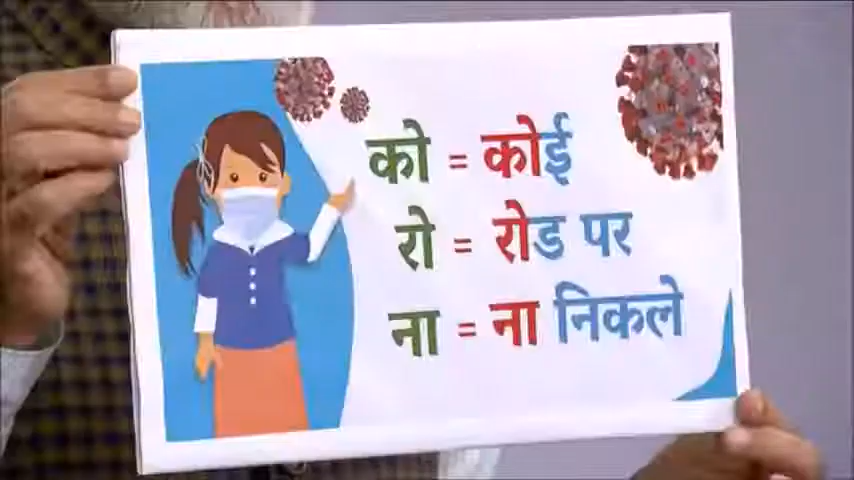 को = कोई
रो = रोड पर
ना = ना निकले